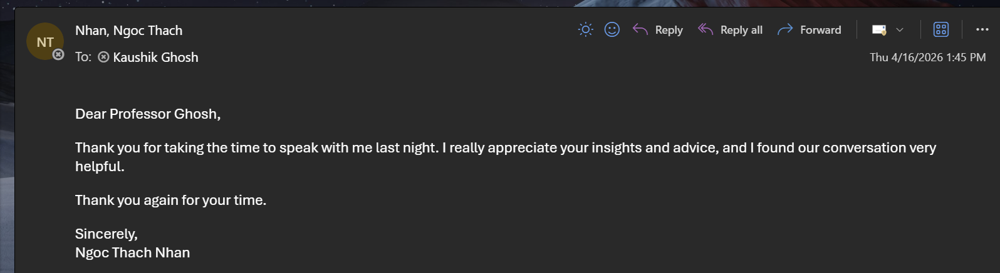 Nhan, Ngoc Thach
Reply
Reply all
Forward
NT
To: Kaushik Ghosh
Thu 4/16/2026 1:45 PM
Dear Professor Ghosh,
Thank you for taking the time to speak with me last night. I really appreciate your insights and advice, and I found our conversation very
helpful.
Thank you again for your time.
Sincerely,
Ngoc Thach Nhan